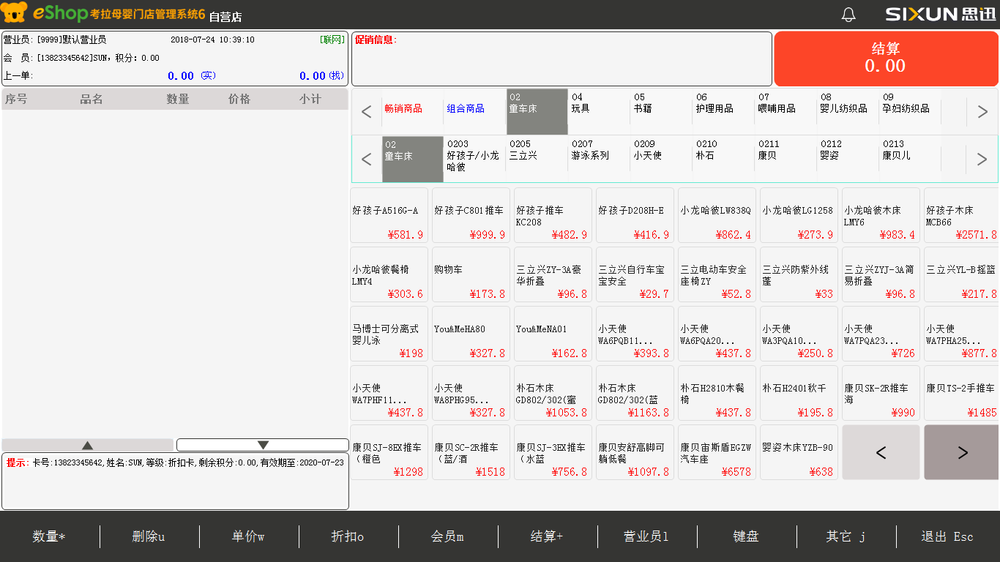 eShop考拉母婴门店管理系统6 自营店
SIXUN思迅
营业员: [9999]默认营业员 2018-07-24 10:39:10 [联网]
会 员: [13823345642]SUN, 积分: 0.00
上一单: 0.00 (实) 0.00 (找)
促销信息:
结算
0.00
序号 品名 数量 价格 小计
< 畅销商品 组合商品 02 童车床 04 玩具 05 书籍 06 护理用品 07 喂哺用品 08 婴儿纺织品 09 孕妇纺织品 >
< 02 童车床 0203 好孩子/小龙哈彼 0205 三立兴 0207 游泳系列 0209 小天使 0210 朴石 0211 康贝 0212 婴姿 0213 康贝儿 >
好孩子A516G-A ¥581.9
好孩子C801推车 ¥999.9
好孩子推车KC208 ¥482.9
好孩子D208H-E ¥416.9
小龙哈彼LW838Q ¥862.4
小龙哈彼LG1258 ¥273.9
小龙哈彼木床LMY6 ¥983.4
好孩子木床MCB66 ¥2571.8
小龙哈彼餐椅LMY4 ¥303.6
购物车 ¥173.8
三立兴ZY-3A豪华折叠 ¥96.8
三立兴自行车宝宝安全 ¥29.7
三立电动车安全座椅ZY ¥52.8
三立兴防紫外线蓬 ¥33
三立兴ZYJ-3A简易折叠 ¥96.8
三立兴YL-B摇篮 ¥217.8
马博士可分离式婴儿泳 ¥198
You&MeHA80 ¥327.8
You&MeNA01 ¥162.8
小天使WA6PQB11... ¥393.8
小天使WA6PQA20... ¥437.8
小天使WA3PQA10... ¥250.8
小天使WA7PQA23... ¥726
小天使WA7PHA25... ¥877.8
小天使WA7PHF11... ¥437.8
小天使WA8PHG95... ¥327.8
朴石木床GD802/302(蜜 ¥1053.8
朴石木床GD802/302(蓝 ¥1163.8
朴石H2810木餐椅 ¥437.8
朴石H2401秋千 ¥195.8
康贝SK-2R推车海 ¥990
康贝TS-2手推车 ¥1485
康贝SJ-8EX推车（橙色 ¥1298
康贝SC-2R推车（蓝/酒 ¥1518
康贝SJ-3EX推车（水蓝 ¥756.8
康贝安舒高脚可躺低餐 ¥1097.8
康贝宙斯盾EGZW汽车座 ¥6578
婴姿木床YZB-90 ¥638
< >
提示: 卡号:13823345642,姓名:SUN,等级:折扣卡,剩余积分:0.00,有效期至:2020-07-23
数量* 删除u 单价w 折扣o 会员m 结算+ 营业员l 键盘 其它 j 退出 Esc